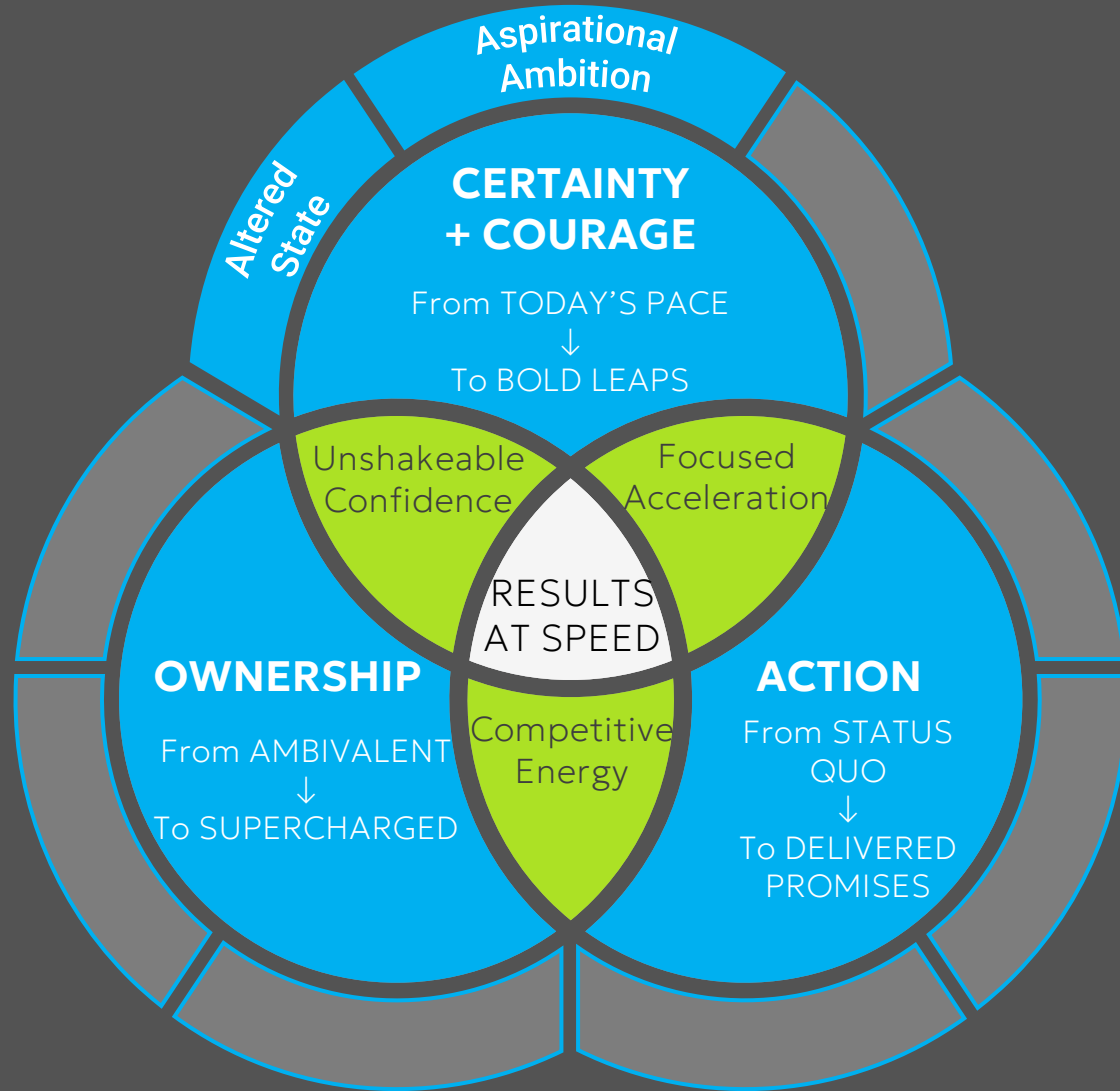 Aspirational
Ambition
Altered
State
CERTAINTY
+ COURAGE
From TODAY’S PACE
↓
To BOLD LEAPS
Unshakeable
Confidence
Focused
Acceleration
RESULTS
AT SPEED
OWNERSHIP
From AMBIVALENT
↓
To SUPERCHARGED
Competitive
Energy
ACTION
From STATUS
QUO
↓
To DELIVERED
PROMISES